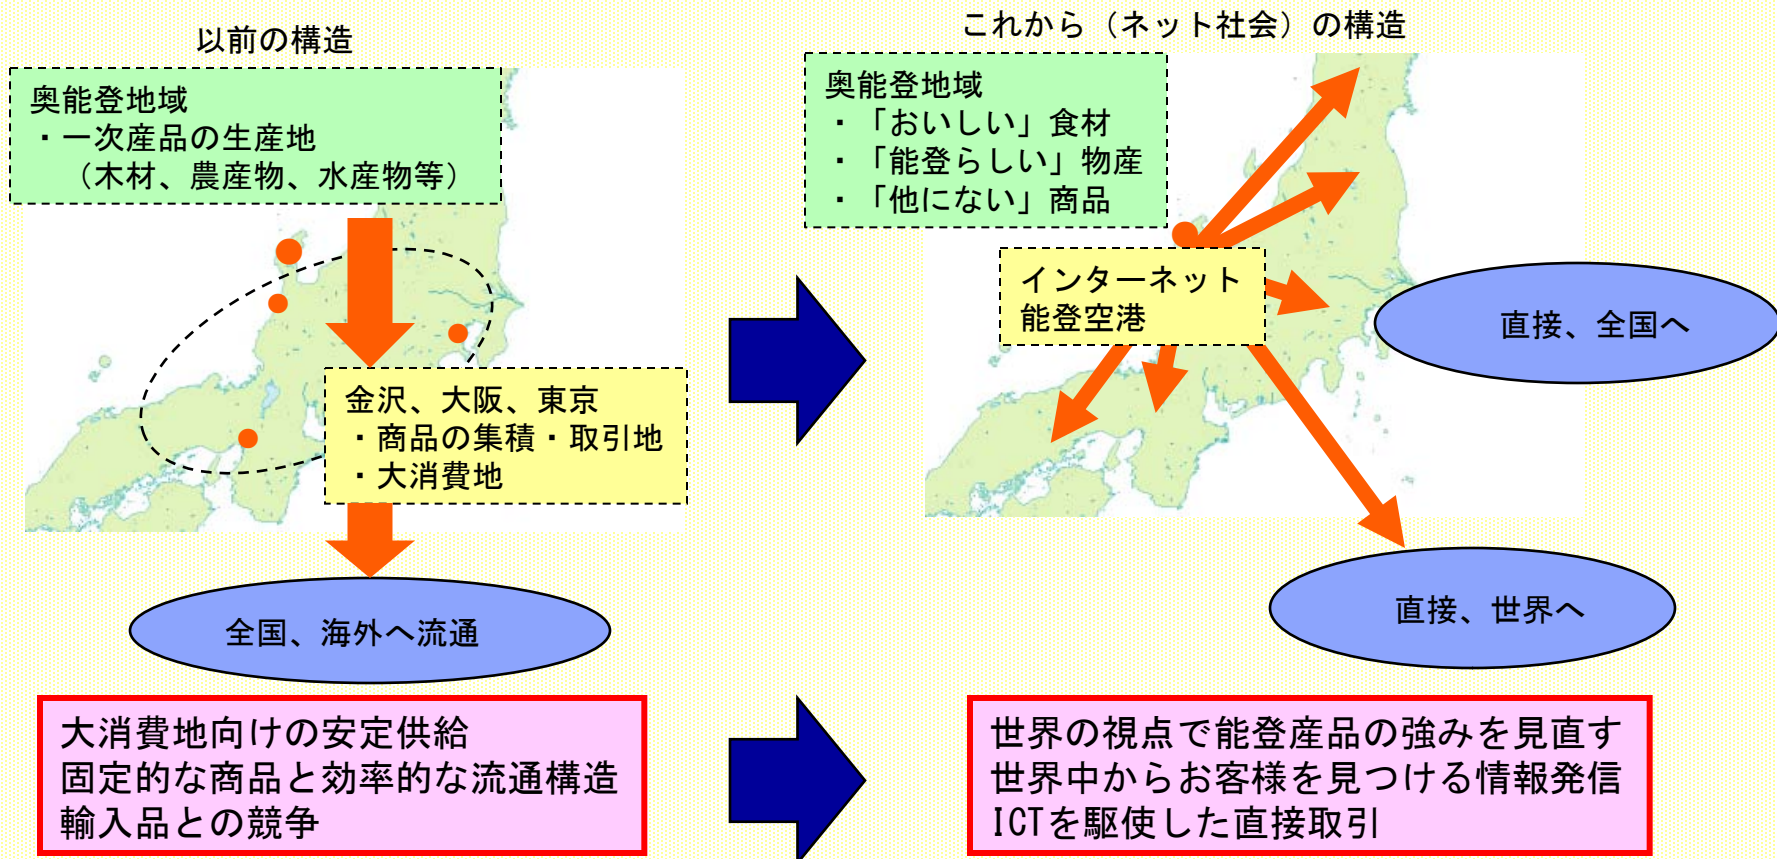 以前の構造
奥能登地域
・一次産品の生産地
（木材、農産物、水産物等）
金沢、大阪、東京
・商品の集積・取引地
・大消費地
全国、海外へ流通
大消費地向けの安定供給
固定的な商品と効率的な流通構造
輸入品との競争
これから（ネット社会）の構造
奥能登地域
・「おいしい」食材
・「能登らしい」物産
・「他にない」商品
インターネット
能登空港
直接、全国へ
直接、世界へ
世界の視点で能登産品の強みを見直す
世界中からお客様を見つける情報発信
ICTを駆使した直接取引